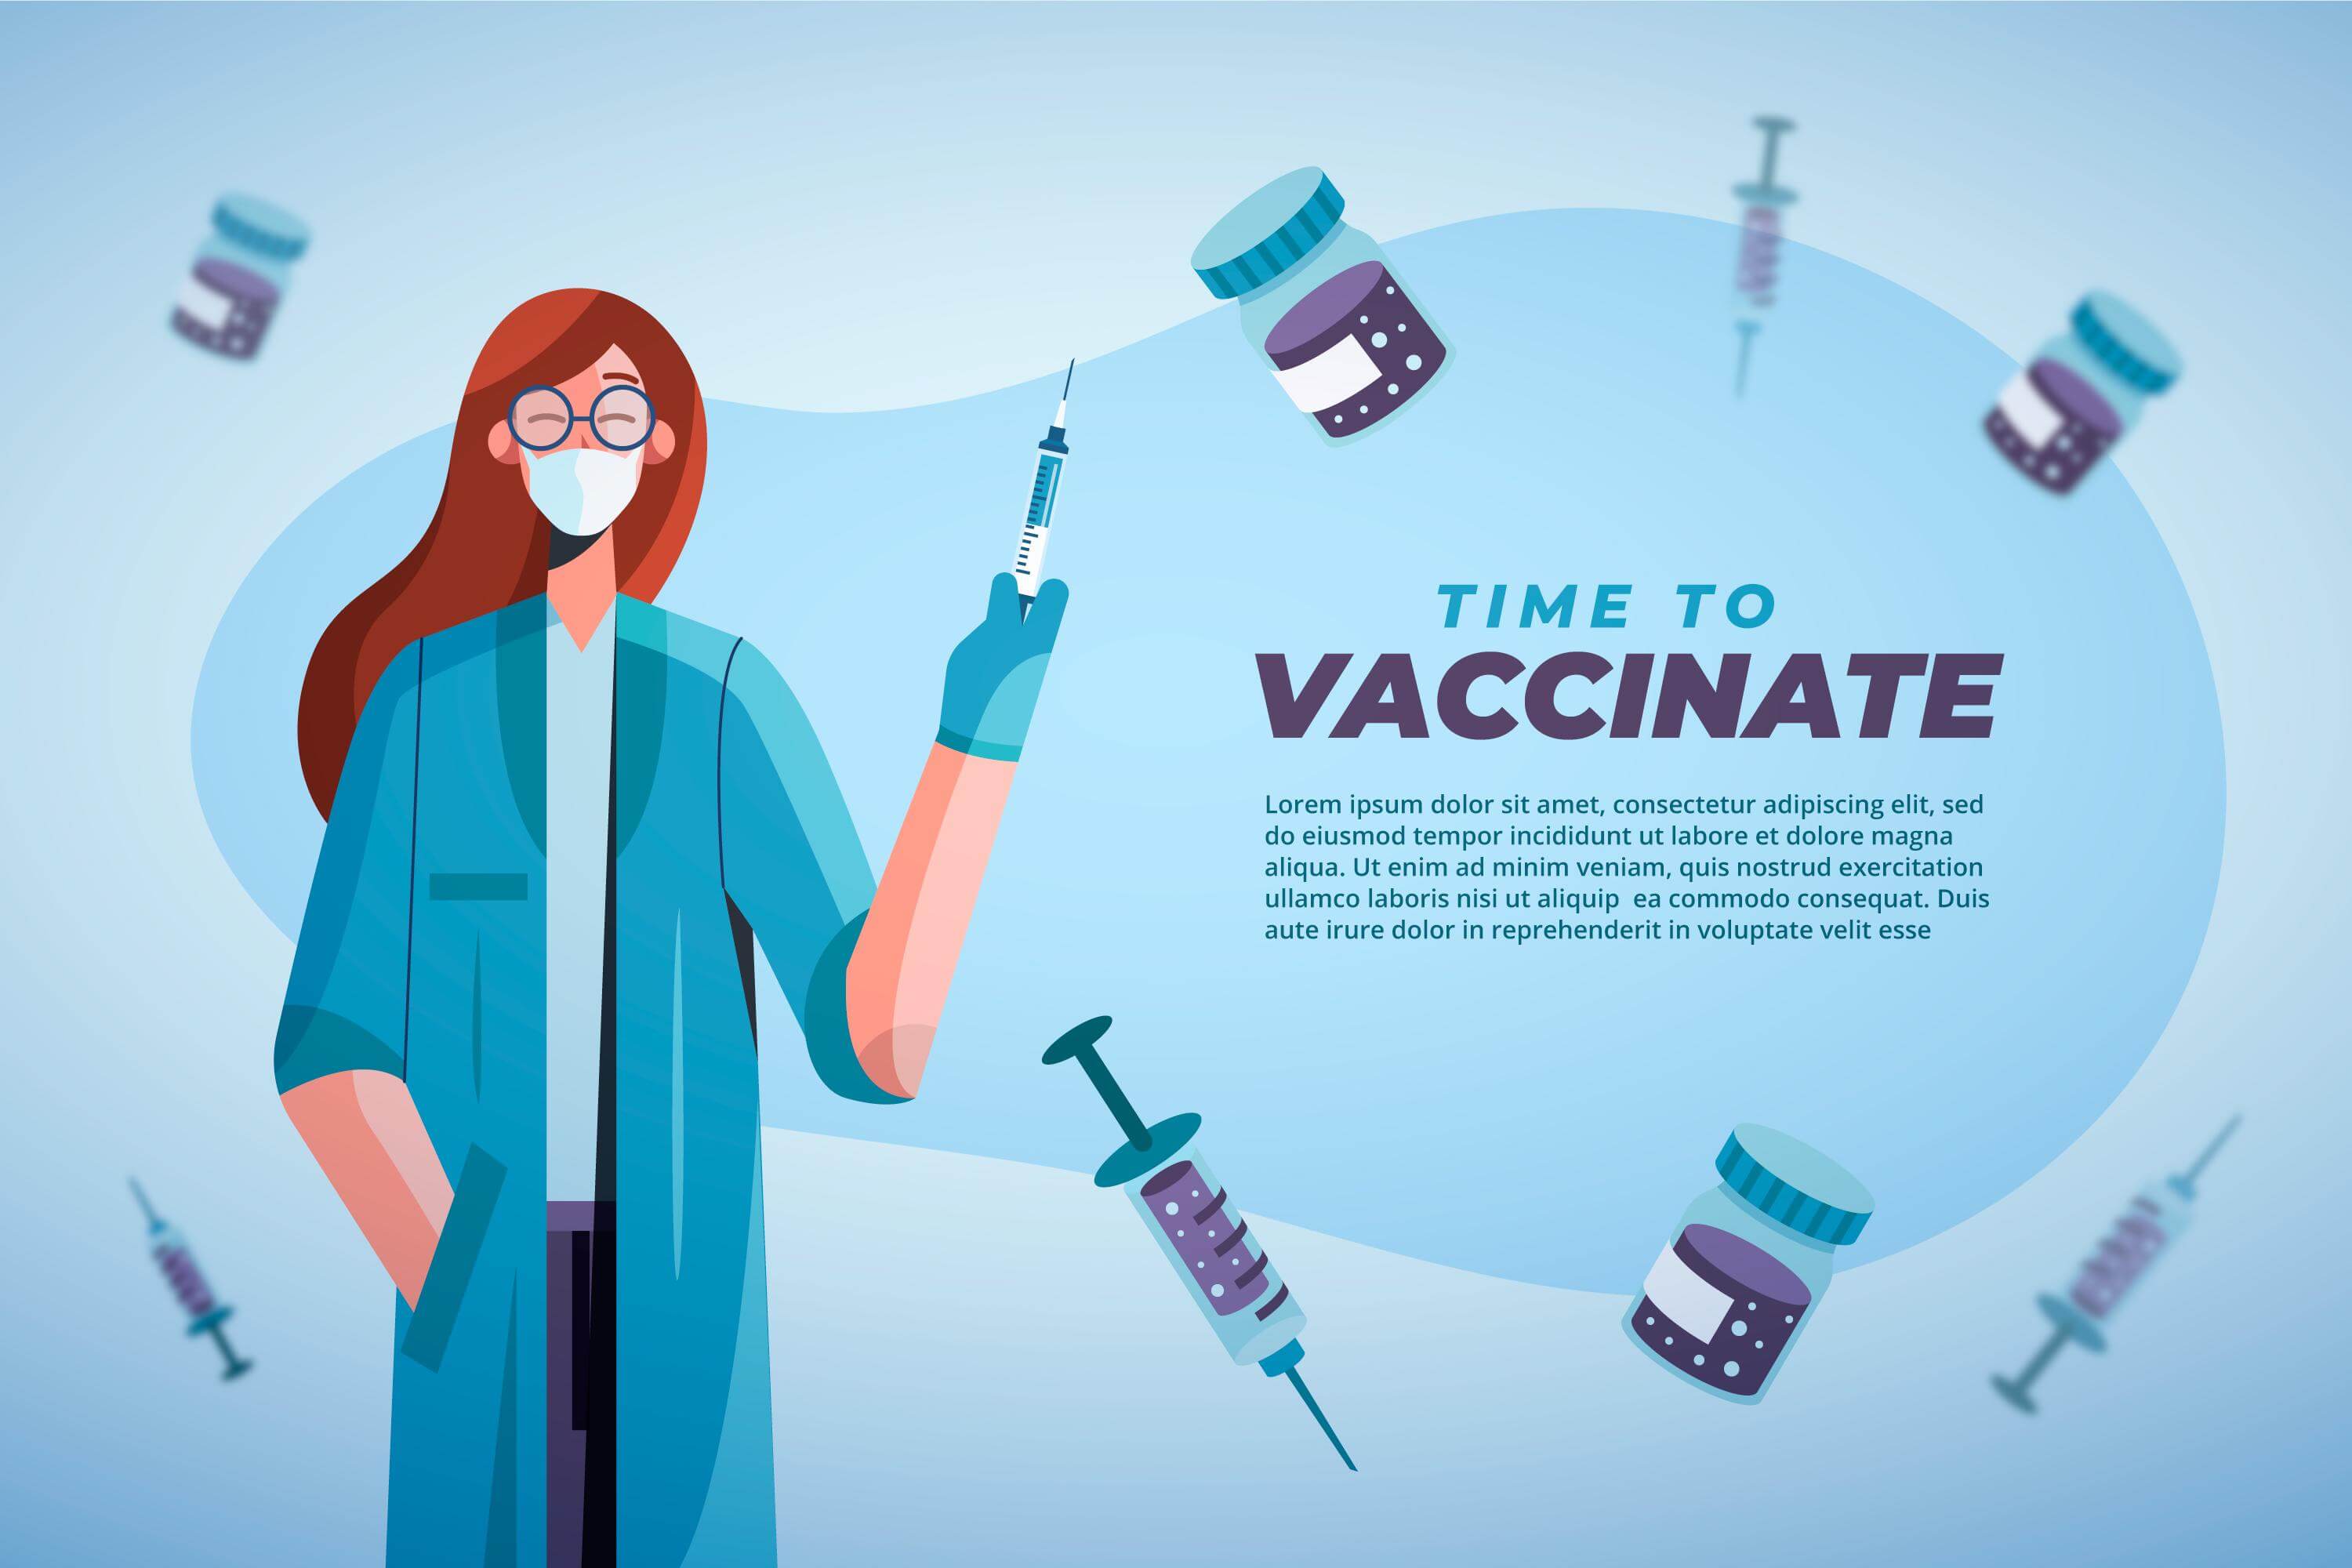 TIME TO
VACCINATE
Lorem ipsum dolor sit amet, consectetur adipiscing elit, sed
do eiusmod tempor incididunt ut labore et dolore magna
aliqua. Ut enim ad minim veniam, quis nostrud exercitation
ullamco laboris nisi ut aliquip  ea commodo consequat. Duis
aute irure dolor in reprehenderit in voluptate velit esse